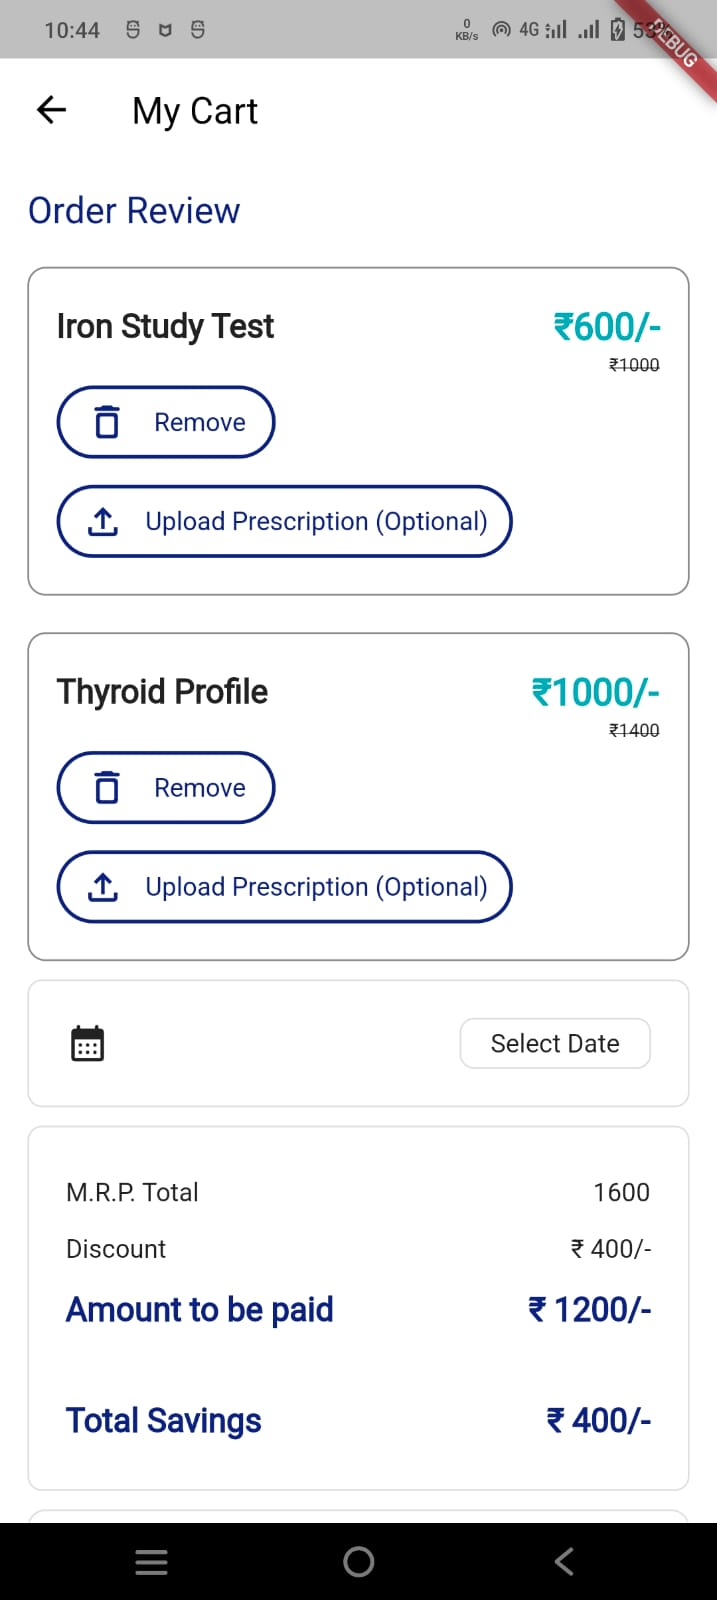 10:44
0
KB/s
4G
53%
DEBUG
My Cart
Order Review
Iron Study Test
₹600/-
₹1000
Remove
Upload Prescription (Optional)
Thyroid Profile
₹1000/-
₹1400
Remove
Upload Prescription (Optional)
Select Date
M.R.P. Total 1600
Discount ₹ 400/-
Amount to be paid ₹ 1200/-
Total Savings ₹ 400/-